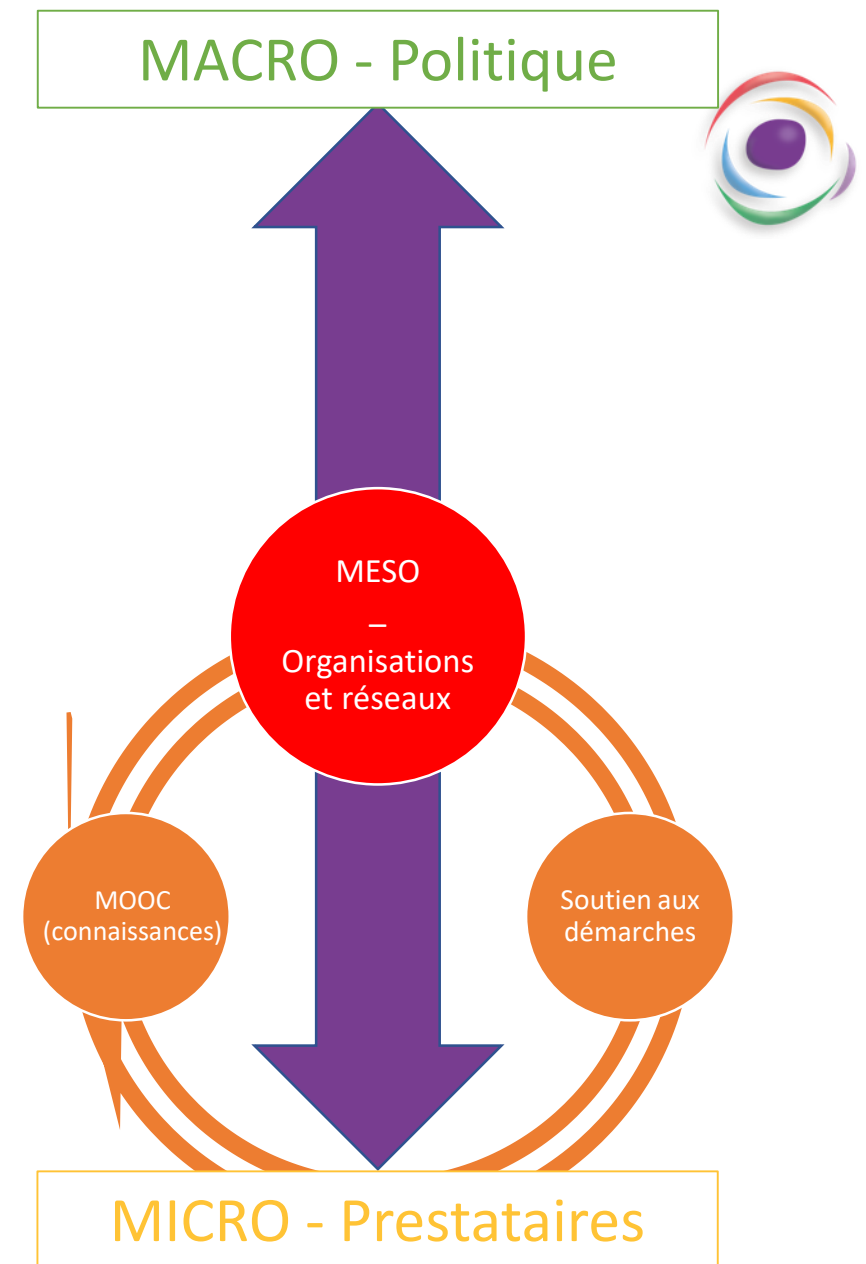 MACRO - Politique
MESO
–
Organisations
et réseaux
MOOC
(connaissances)
Soutien aux
démarches
MICRO - Prestataires